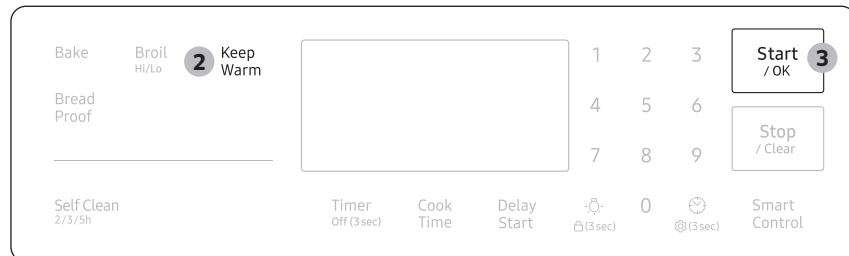 Bake
Broil
Hi/Lo
2
Keep
Warm
1 2 3
Start
/ OK
3
Bread
Proof
4 5 6
Stop
/ Clear
7 8 9
Self Clean
2/3/5h
Timer
Off (3 sec)
Cook
Time
Delay
Start
(3 sec)
0
(3 sec)
Smart
Control